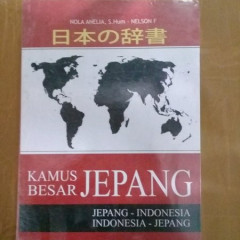 NOLA AMELIA, S.Hum - NELSON F
日本の辞書
KAMUS
BESAR JEPANG
JEPANG - INDONESIA
INDONESIA - JEPANG